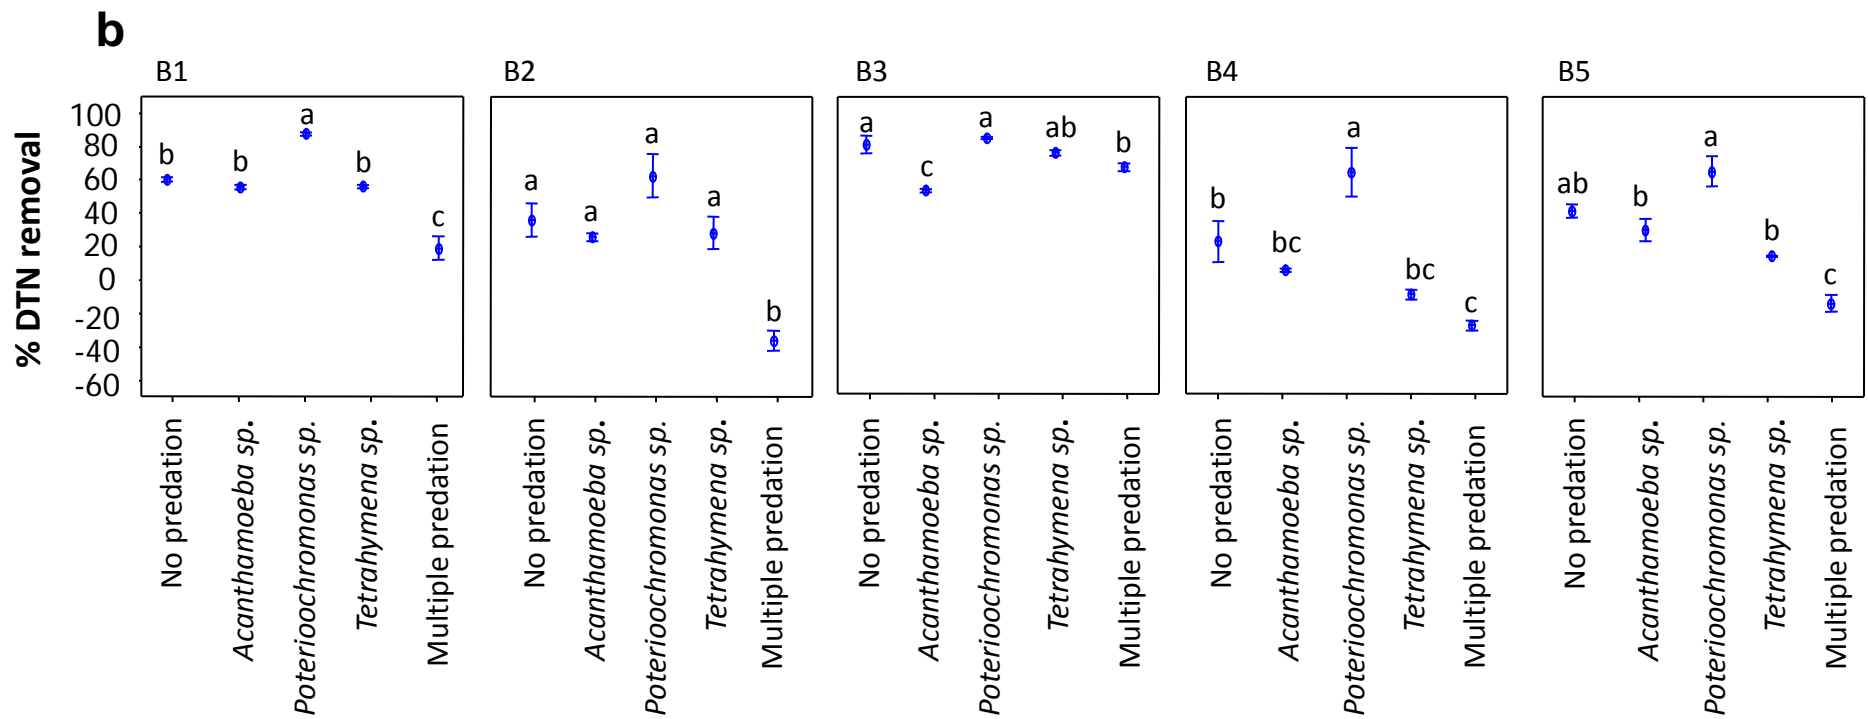 b
B1 B2 B3 B4 B5
% DTN removal
100
80
60
40
20
0
-20
-40
-60
b b a b c
a a a a b
a c a ab b
b bc a bc c
ab b a b c
No predation Acanthamoeba sp. Poterioochromonas sp. Tetrahymena sp. Multiple predation
No predation Acanthamoeba sp. Poterioochromonas sp. Tetrahymena sp. Multiple predation
No predation Acanthamoeba sp. Poterioochromonas sp. Tetrahymena sp. Multiple predation
No predation Acanthamoeba sp. Poterioochromonas sp. Tetrahymena sp. Multiple predation
No predation Acanthamoeba sp. Poterioochromonas sp. Tetrahymena sp. Multiple predation